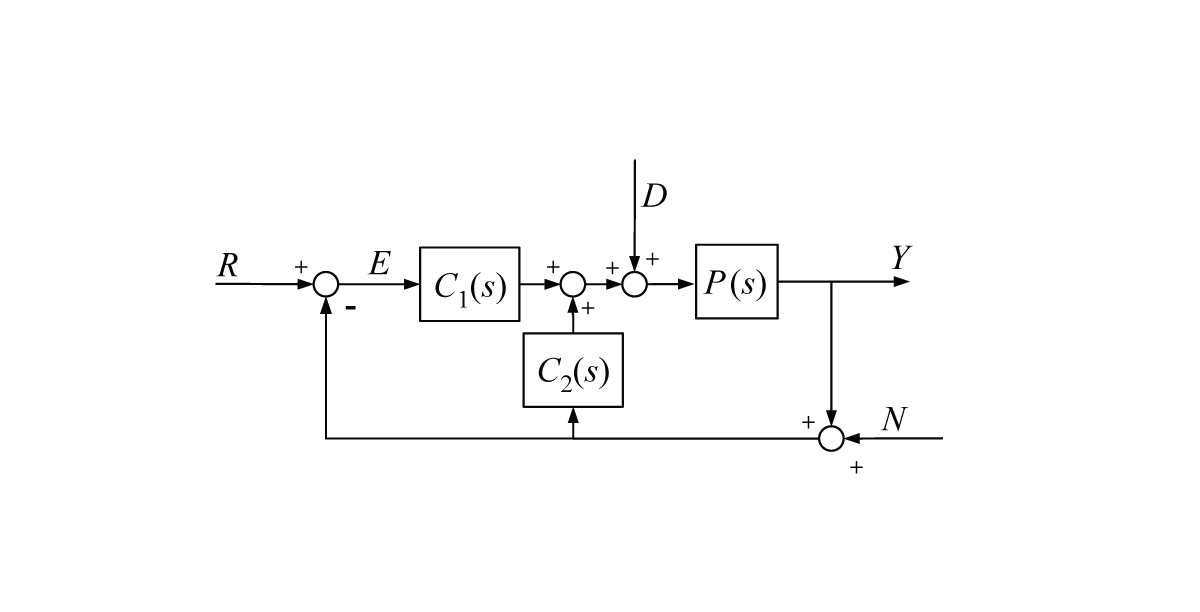 D
R + E C₁(s) + + + P(s) Y
- +
C₂(s)
+ N
+